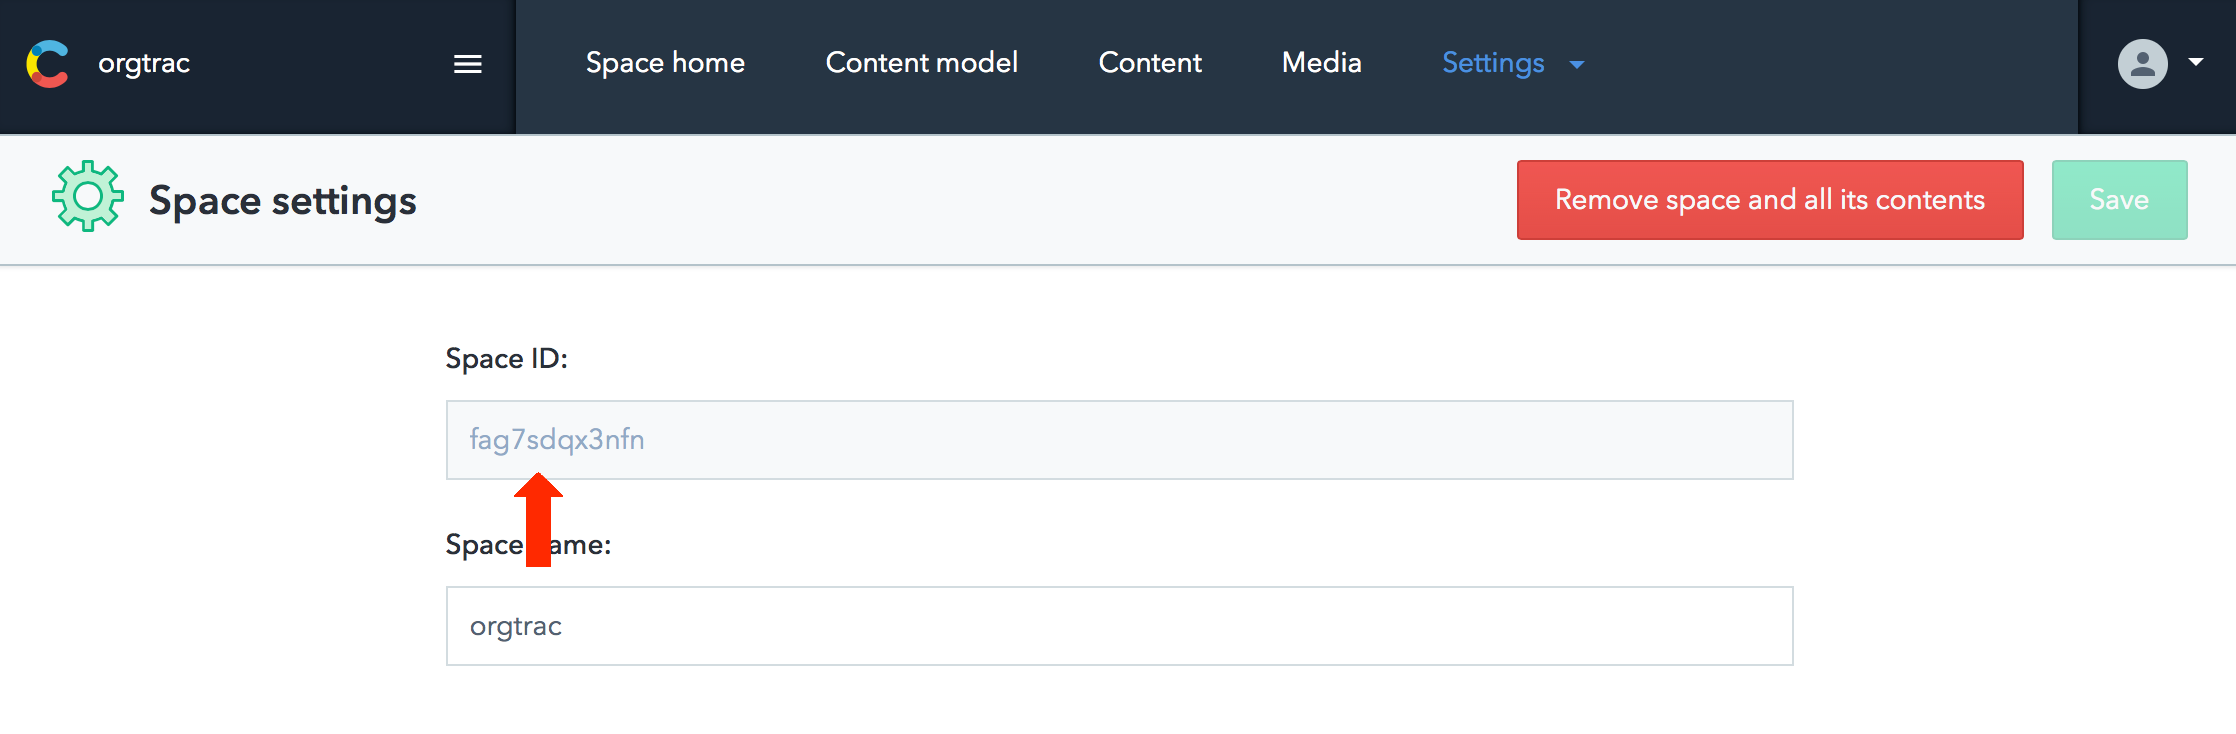 orgtrac
Space home Content model Content Media Settings
Space settings
Remove space and all its contents
Save
Space ID:
fag7sdqx3nfn
Space ame:
orgtrac